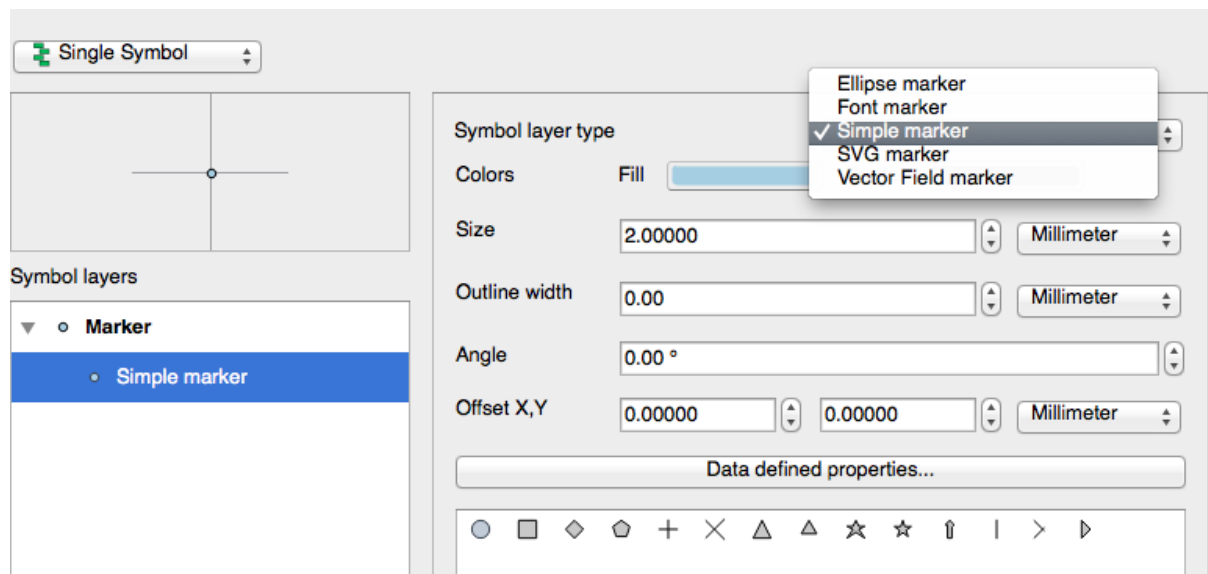 Single Symbol
Ellipse marker
Font marker
Simple marker
SVG marker
Vector Field marker
Symbol layer type
Colors Fill
Size 2.00000 Millimeter
Symbol layers
Outline width 0.00 Millimeter
Marker
Simple marker
Angle 0.00 °
Offset X,Y 0.00000 0.00000 Millimeter
Data defined properties...